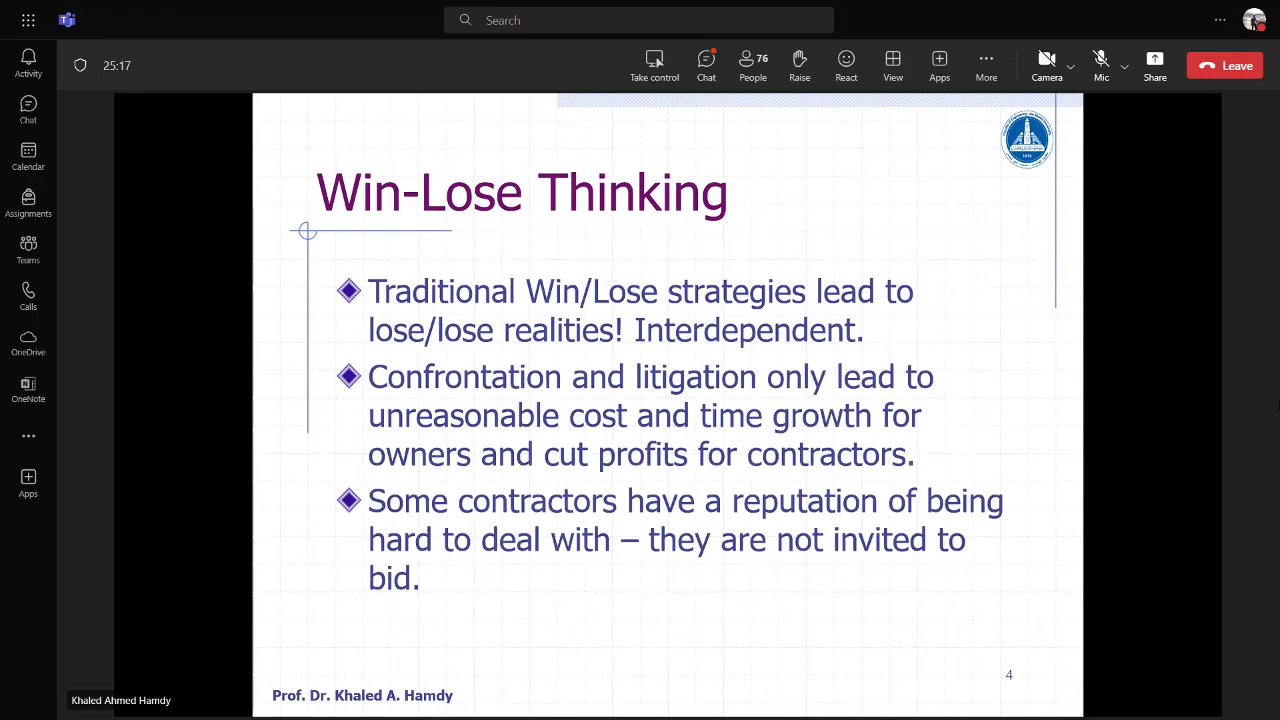 Search
25:17
Take control
Chat
76
People
Raise
React
View
Apps
More
Camera
Mic
Share
Leave
Activity
Chat
Calendar
Assignments
Teams
Calls
OneDrive
OneNote
Apps
Win-Lose Thinking
Traditional Win/Lose strategies lead to
lose/lose realities! Interdependent.
Confrontation and litigation only lead to
unreasonable cost and time growth for
owners and cut profits for contractors.
Some contractors have a reputation of being
hard to deal with – they are not invited to
bid.
4
Prof. Dr. Khaled A. Hamdy
Khaled Ahmed Hamdy